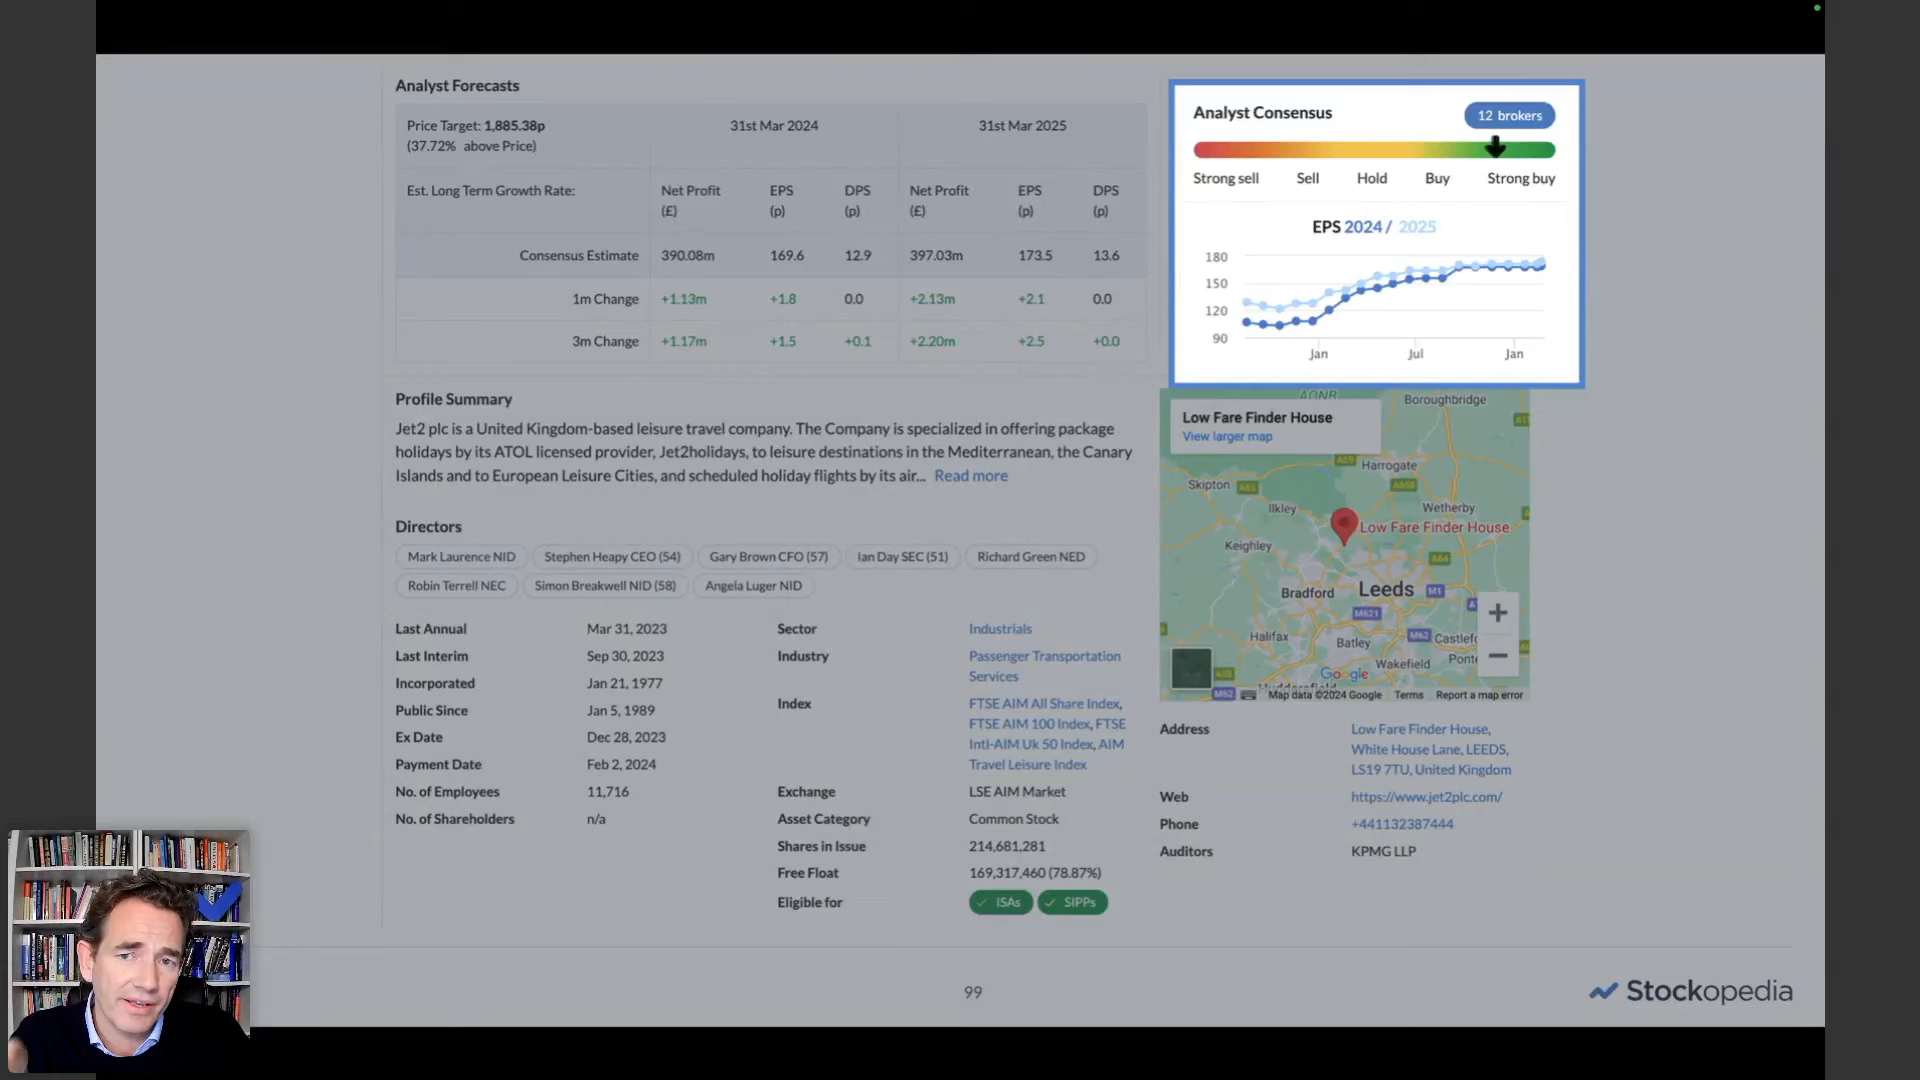 Analyst Forecasts
Price Target: 1,885.38p
(37.72% above Price)
31st Mar 2024
31st Mar 2025
Est. Long Term Growth Rate:
Net Profit (£) EPS (p) DPS (p) Net Profit (£) EPS (p) DPS (p)
Consensus Estimate 390.08m 169.6 12.9 397.03m 173.5 13.6
1m Change +1.13m +1.8 0.0 +2.13m +2.1 0.0
3m Change +1.17m +1.5 +0.1 +2.20m +2.5 +0.0
Analyst Consensus
12 brokers
Strong sell Sell Hold Buy Strong buy
EPS 2024 / 2025
180
150
120
90
Jan Jul Jan
Profile Summary
Jet2 plc is a United Kingdom-based leisure travel company. The Company is specialized in offering package
holidays by its ATOL licensed provider, Jet2holidays, to leisure destinations in the Mediterranean, the Canary
Islands and to European Leisure Cities, and scheduled holiday flights by its air... Read more
Directors
Mark Laurence NID Stephen Heapy CEO (54) Gary Brown CFO (57) Ian Day SEC (51) Richard Green NED
Robin Terrell NEC Simon Breakwell NID (58) Angela Luger NID
Last Annual Mar 31, 2023
Last Interim Sep 30, 2023
Incorporated Jan 21, 1977
Public Since Jan 5, 1989
Ex Date Dec 28, 2023
Payment Date Feb 2, 2024
No. of Employees 11,716
No. of Shareholders n/a
Sector Industrials
Industry Passenger Transportation
Services
Index FTSE AIM All Share Index,
FTSE AIM 100 Index, FTSE
Intl-AIM Uk 50 Index, AIM
Travel Leisure Index
Exchange LSE AIM Market
Asset Category Common Stock
Shares in Issue 214,681,281
Free Float 169,317,460 (78.87%)
Eligible for ISAs SIPPs
Low Fare Finder House
View larger map
AONB
Boroughbridge
A59
Harrogate
Skipton
A65
A658
Ilkley
Wetherby
Low Fare Finder House
Keighley
A64
Bradford
Leeds
M1
M621
Halifax
M62
Batley
Wakefield
Google
M62
Map data ©2024 Google Terms Report a map error
Address Low Fare Finder House,
White House Lane, LEEDS,
LS19 7TU, United Kingdom
Web https://www.jet2plc.com/
Phone +441132387444
Auditors KPMG LLP
99
Stockopedia